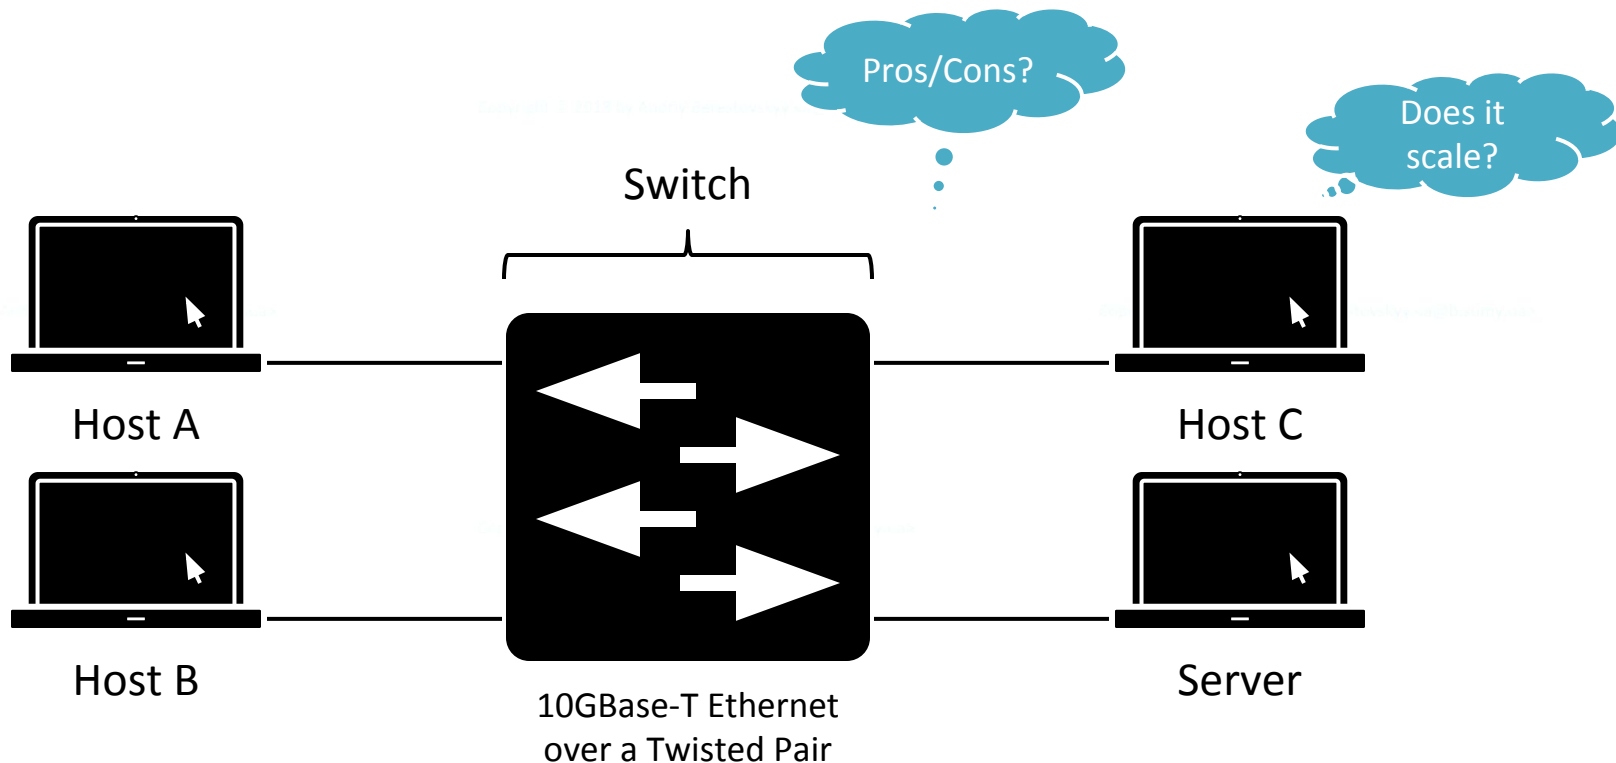 Pros/Cons?
Does it
scale?
Switch
Host A
Host C
Host B
Server
10GBase-T Ethernet
over a Twisted Pair